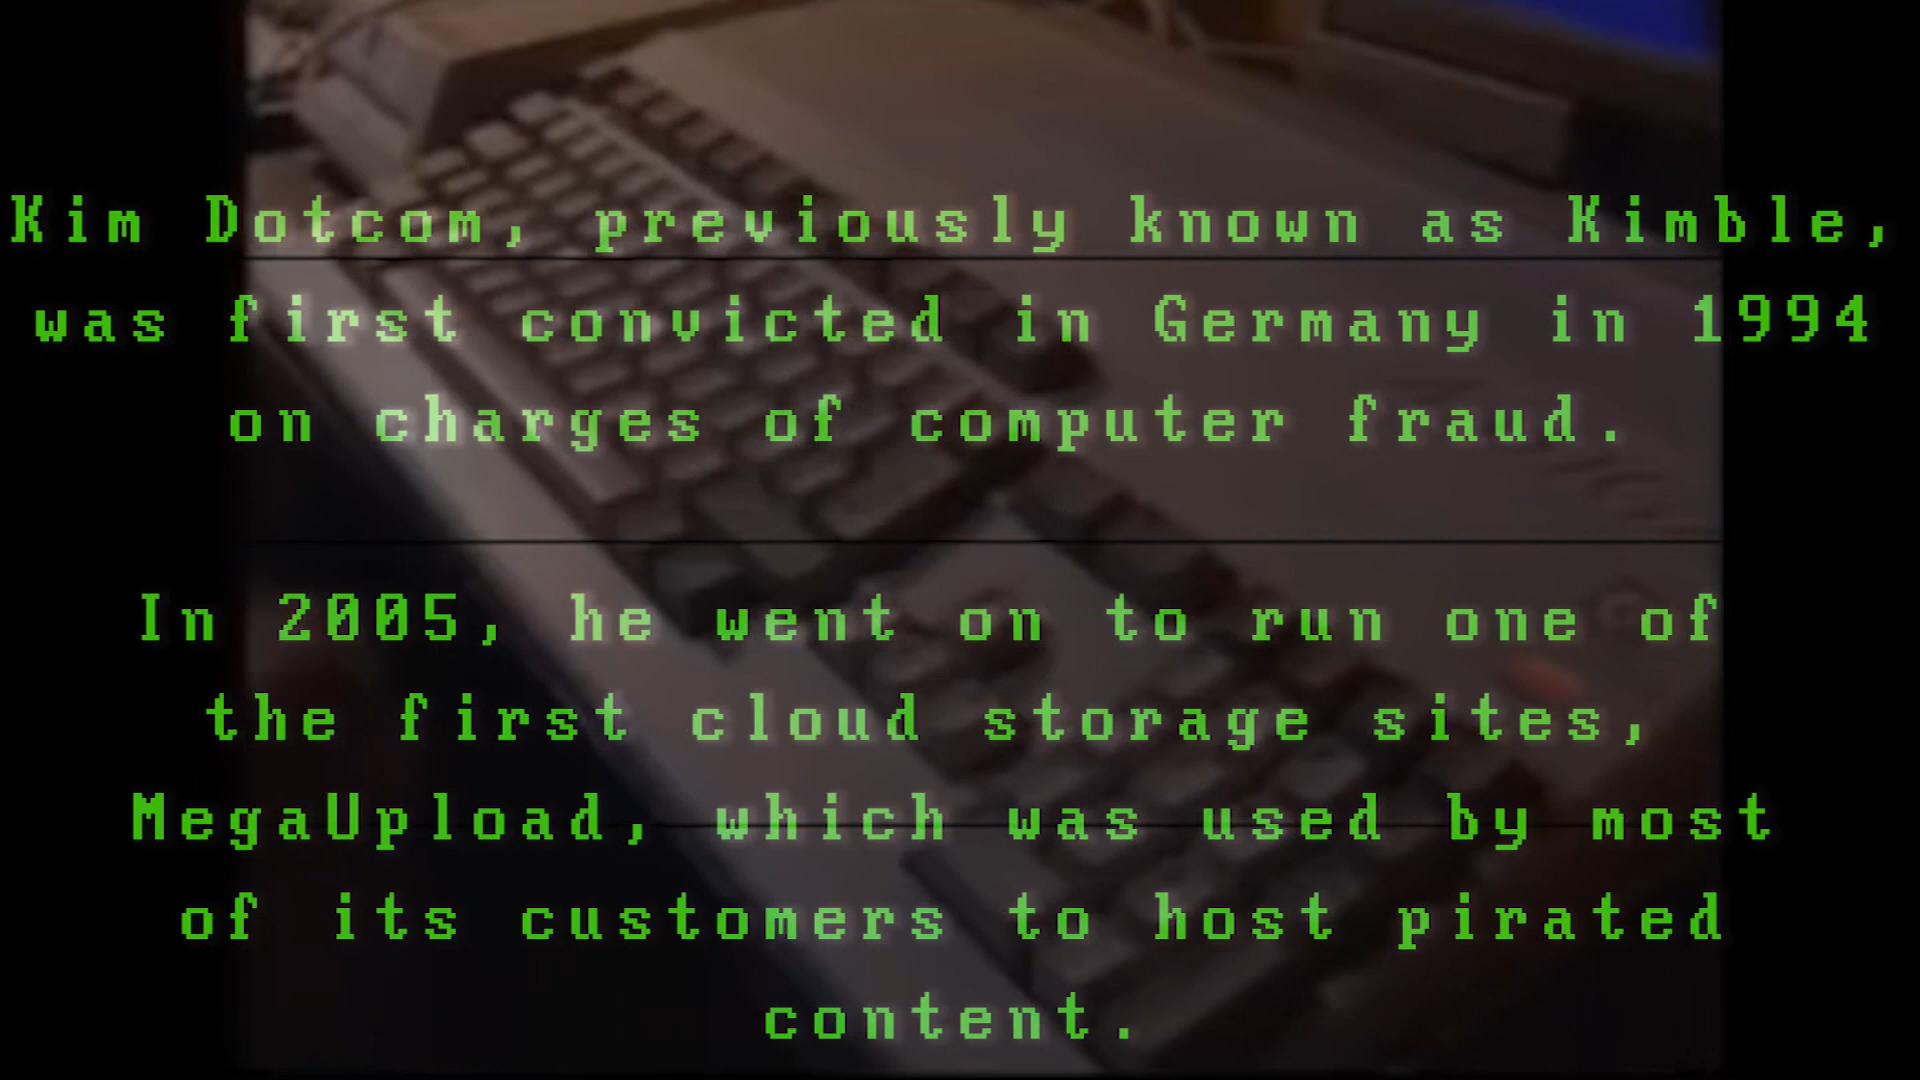 Kim Dotcom, previously known as Kimble,
was first convicted in Germany in 1994
on charges of computer fraud.
In 2005, he went on to run one of
the first cloud storage sites,
MegaUpload, which was used by most
of its customers to host pirated
content.